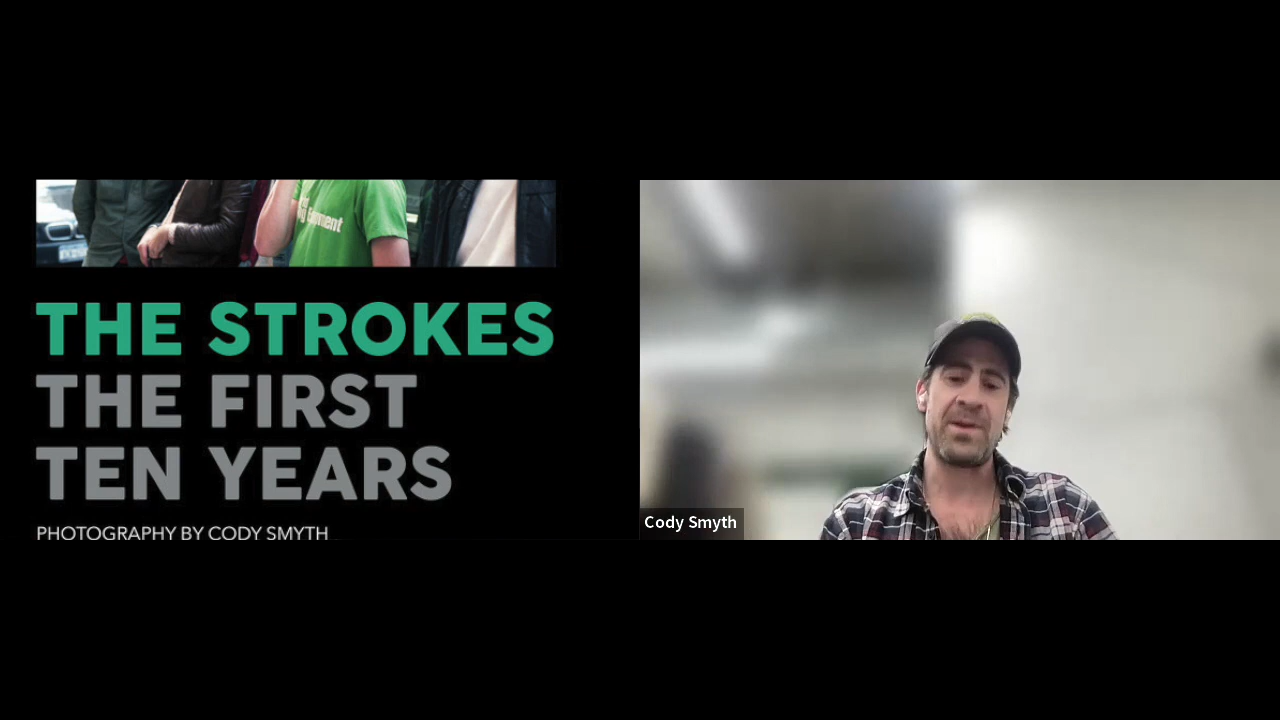 THE STROKES
THE FIRST
TEN YEARS
PHOTOGRAPHY BY CODY SMYTH
Cody Smyth